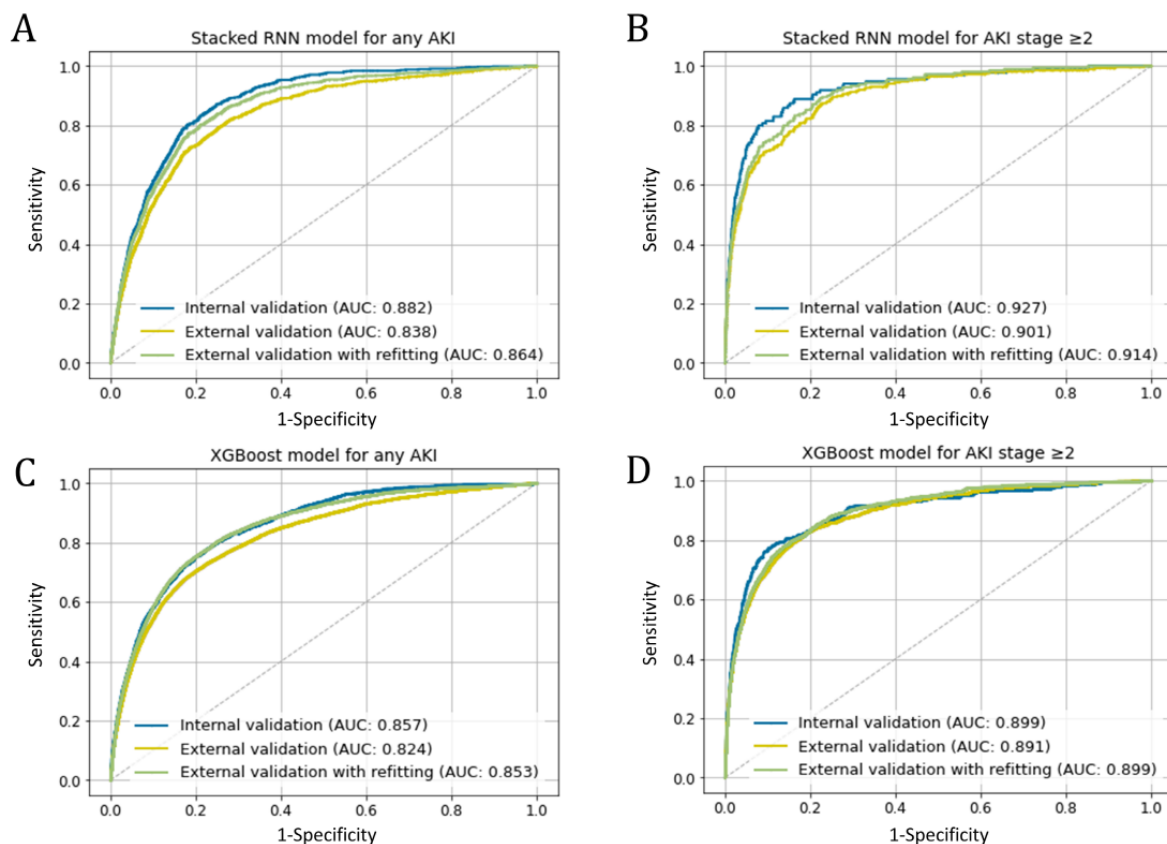 A
Stacked RNN model for any AKI
1.0
0.8
0.6
0.4
0.2
0.0
Sensitivity
Internal validation (AUC: 0.882)
External validation (AUC: 0.838)
External validation with refitting (AUC: 0.864)
0.0 0.2 0.4 0.6 0.8 1.0
1-Specificity
B
Stacked RNN model for AKI stage ≥2
1.0
0.8
0.6
0.4
0.2
0.0
Sensitivity
Internal validation (AUC: 0.927)
External validation (AUC: 0.901)
External validation with refitting (AUC: 0.914)
0.0 0.2 0.4 0.6 0.8 1.0
1-Specificity
C
XGBoost model for any AKI
1.0
0.8
0.6
0.4
0.2
0.0
Sensitivity
Internal validation (AUC: 0.857)
External validation (AUC: 0.824)
External validation with refitting (AUC: 0.853)
0.0 0.2 0.4 0.6 0.8 1.0
1-Specificity
D
XGBoost model for AKI stage ≥2
1.0
0.8
0.6
0.4
0.2
0.0
Sensitivity
Internal validation (AUC: 0.899)
External validation (AUC: 0.891)
External validation with refitting (AUC: 0.899)
0.0 0.2 0.4 0.6 0.8 1.0
1-Specificity